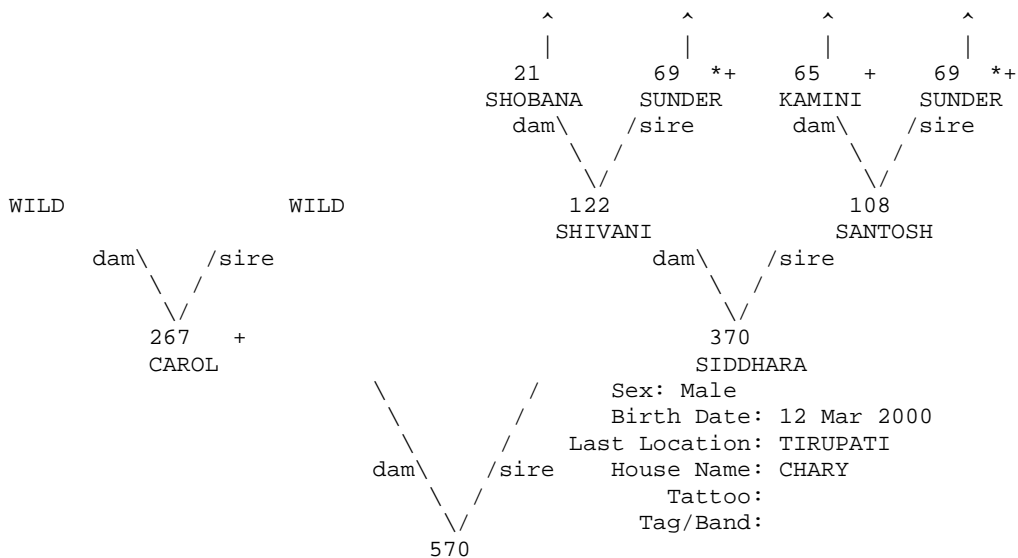 ^ ^ ^ ^
| | | |
21 69 *+ 65 + 69 *+
SHOBANA SUNDER KAMINI SUNDER
dam\ /sire dam\ /sire
\ / \ /
\/ \/
WILD WILD 122 108
SHIVANI SANTOSH
dam\ /sire dam\ /sire
\ / \ /
\/ \/
267 + 370
CAROL SIDDHARA
\ / Sex: Male
\ / Birth Date: 12 Mar 2000
\ / Last Location: TIRUPATI
dam\ /sire House Name: CHARY
\ / Tattoo:
\/ Tag/Band:
570